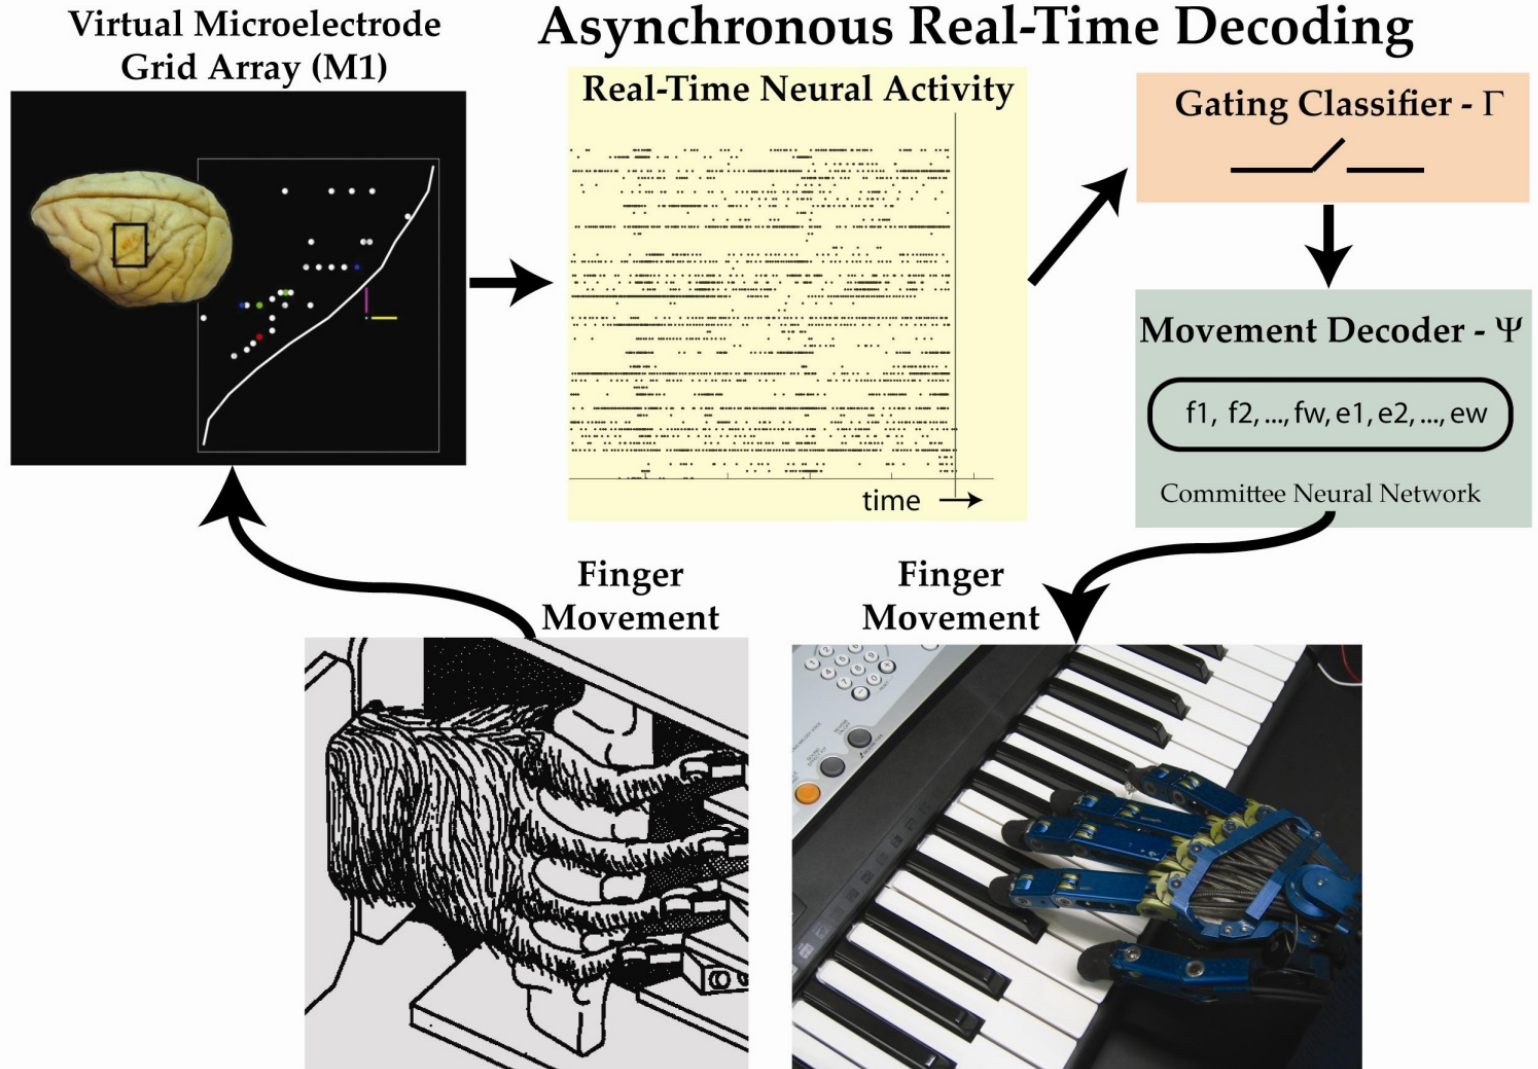 Asynchronous Real-Time Decoding
Virtual Microelectrode
Grid Array (M1)
Real-Time Neural Activity
time
Gating Classifier - Γ
Movement Decoder - Ψ
f1, f2, ..., fw, e1, e2, ..., ew
Committee Neural Network
Finger
Movement
Finger
Movement